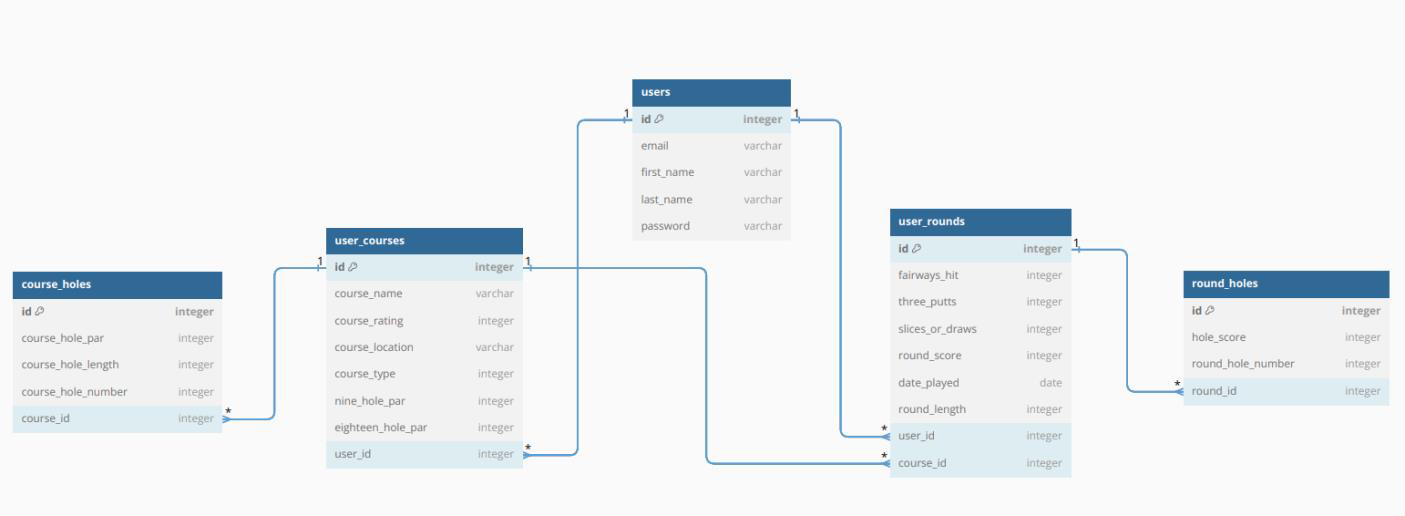 users
1 id integer 1
email varchar
first_name varchar
last_name varchar
password varchar
user_courses
1 id integer 1
course_name varchar
course_rating integer
course_location varchar
course_type integer
nine_hole_par integer
eighteen_hole_par integer
user_id integer *
course_holes
id integer
course_hole_par integer
course_hole_length integer
course_hole_number integer
course_id integer *
user_rounds
id integer 1
fairways_hit integer
three_putts integer
slices_or_draws integer
round_score integer
date_played date
round_length integer
* user_id integer
* course_id integer
round_holes
id integer
hole_score integer
round_hole_number integer
* round_id integer